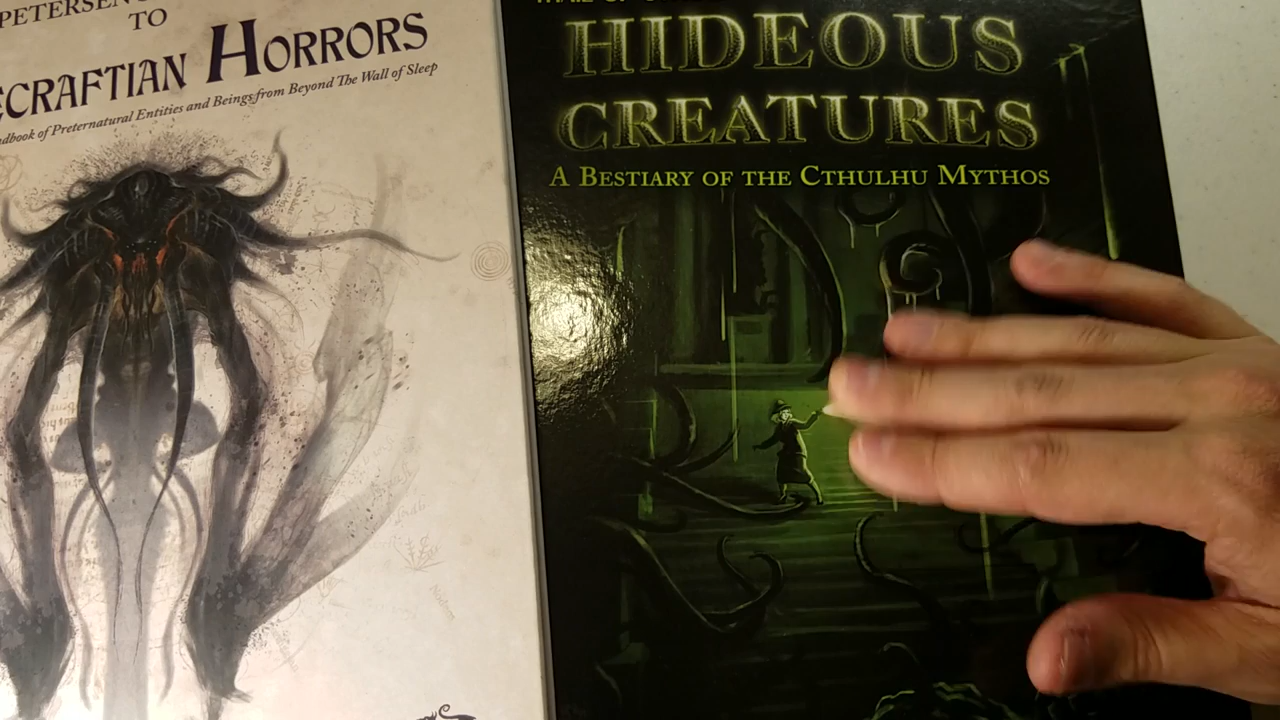 PETERSEN
TO
ECRAFTIAN HORRORS
dbook of Preternatural Entities and Beings from Beyond The Wall of Sleep
HIDEOUS
CREATURES
A BESTIARY OF THE CTHULHU MYTHOS